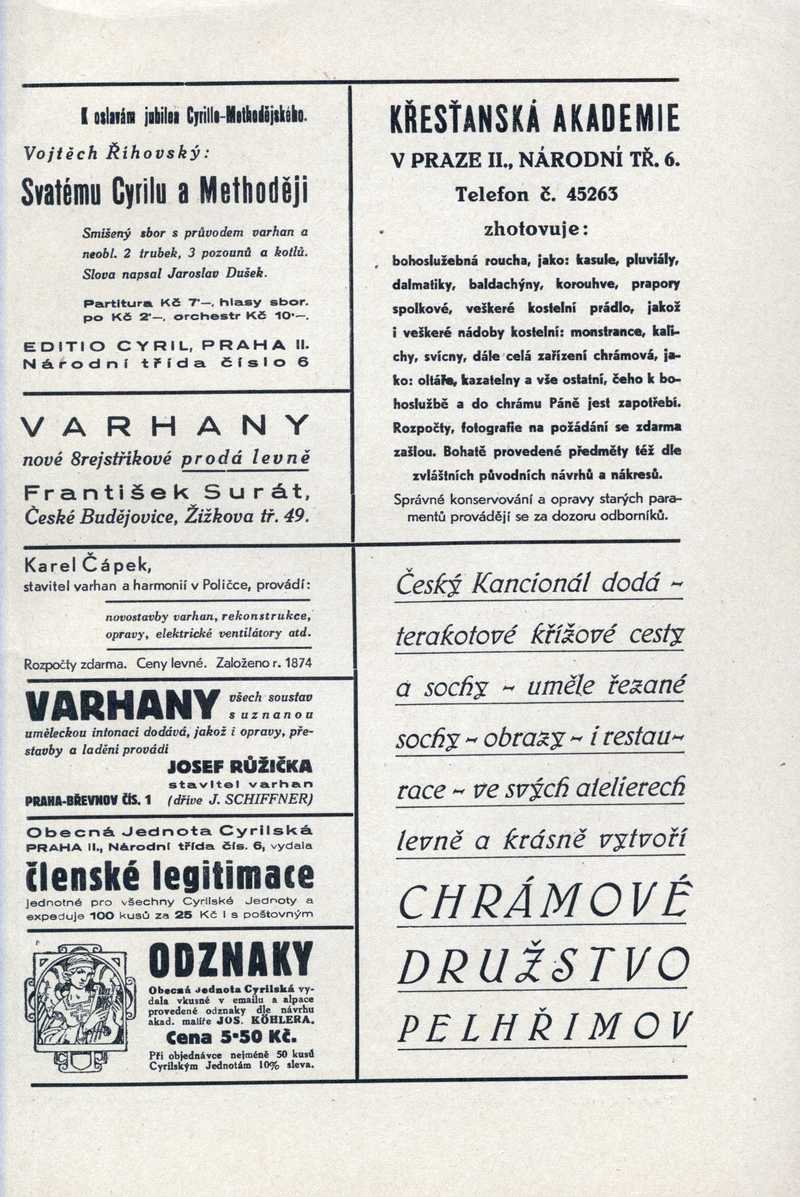 K oslavám jubilea Cyrillo-Methodějského.
Vojtěch Říhovský:
Svatému Cyrilu a Methoději
Smíšený sbor s průvodem varhan a
neobl. 2 trubek, 3 pozounů a kotlů.
Slova napsal Jaroslav Dušek.
Partitura Kč 7·—, hlasy sbor.
po Kč 2·—, orchestr Kč 10·—.
EDITIO CYRIL, PRAHA II.
Národní třída číslo 6
VARHANY
nové 8rejstříkové prodá levně
František Surát,
České Budějovice, Žižkova tř. 49.
Karel Čápek,
stavitel varhan a harmonií v Poličce, provádí:
novostavby varhan, rekonstrukce,
opravy, elektrické ventilátory atd.
Rozpočty zdarma. Ceny levné. Založeno r. 1874
VARHANY všech soustav
s uznanou
uměleckou intonací dodává, jakož i opravy, pře-
stavby a ladění provádí
JOSEF RŮŽIČKA
stavitel varhan
PRAHA-BŘEVNOV ČÍS. 1 (dříve J. SCHIFFNER)
Obecná Jednota Cyrilská
PRAHA II., Národní třída čís. 6, vydala
členské legitimace
jednotné pro všechny Cyrilské Jednoty a
expeduje 100 kusů za 25 Kč i s poštovným
ODZNAKY
Obecná Jednota Cyrilská vy-
dala vkusné v emailu a alpace
provedené odznaky dle návrhu
akad. malíře JOS. KÖHLERA.
Cena 5·50 Kč.
Při objednávce nejméně 50 kusů
Cyrilským Jednotám 10% sleva.
KŘESŤANSKÁ AKADEMIE
V PRAZE II., NÁRODNÍ TŘ. 6.
Telefon č. 45263
zhotovuje:
bohoslužebná roucha, jako: kasule, pluviály,
dalmatiky, baldachýny, korouhve, prapory
spolkové, veškeré kostelní prádlo, jakož
i veškeré nádoby kostelní: monstrance, kali-
chy, svícny, dále celá zařízení chrámová, ja-
ko: oltáře, kazatelny a vše ostatní, čeho k bo-
hoslužbě a do chrámu Páně jest zapotřebí.
Rozpočty, fotografie na požádání se zdarma
zašlou. Bohatě provedené předměty též dle
zvláštních původních návrhů a nákresů.
Správné konservování a opravy starých para-
mentů provádějí se za dozoru odborníků.
Český Kancionál dodá ~
terakotové křížové cesty
a sochy ~ uměle řezané
sochy ~ obrazy ~ i restau~
race ~ ve svých atelierech
levně a krásně vytvoří
CHRÁMOVÉ
DRUŽSTVO
PELHŘIMOV